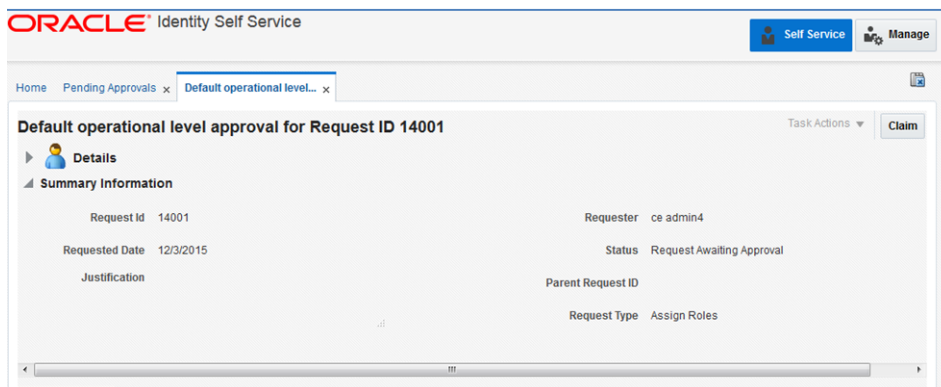 ORACLE® Identity Self Service
Self Service Manage
Home Pending Approvals x Default operational level... x
Default operational level approval for Request ID 14001 Task Actions Claim
Details
Summary Information
Request Id 14001 Requester ce admin4
Requested Date 12/3/2015 Status Request Awaiting Approval
Justification Parent Request ID
Request Type Assign Roles